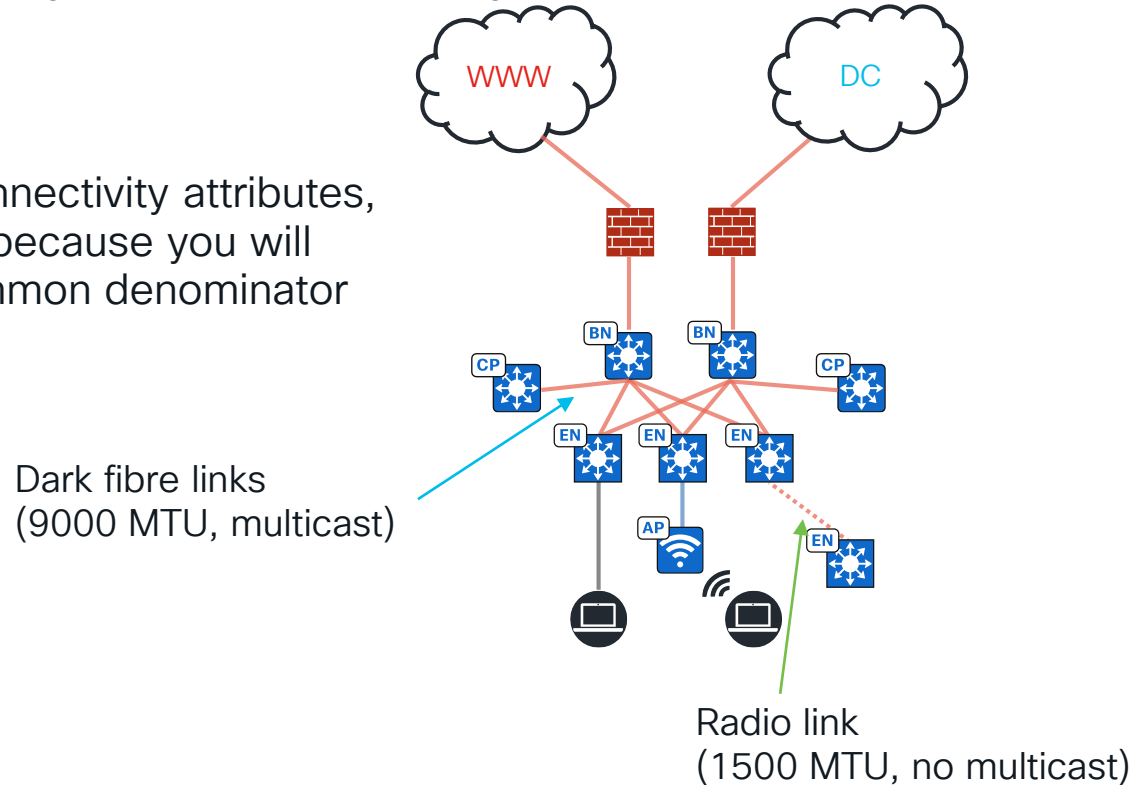 WWW
DC
nnectivity attributes,
because you will
nmon denominator
BN
BN
CP
CP
EN
EN
EN
Dark fibre links
(9000 MTU, multicast)
AP
EN
Radio link
(1500 MTU, no multicast)